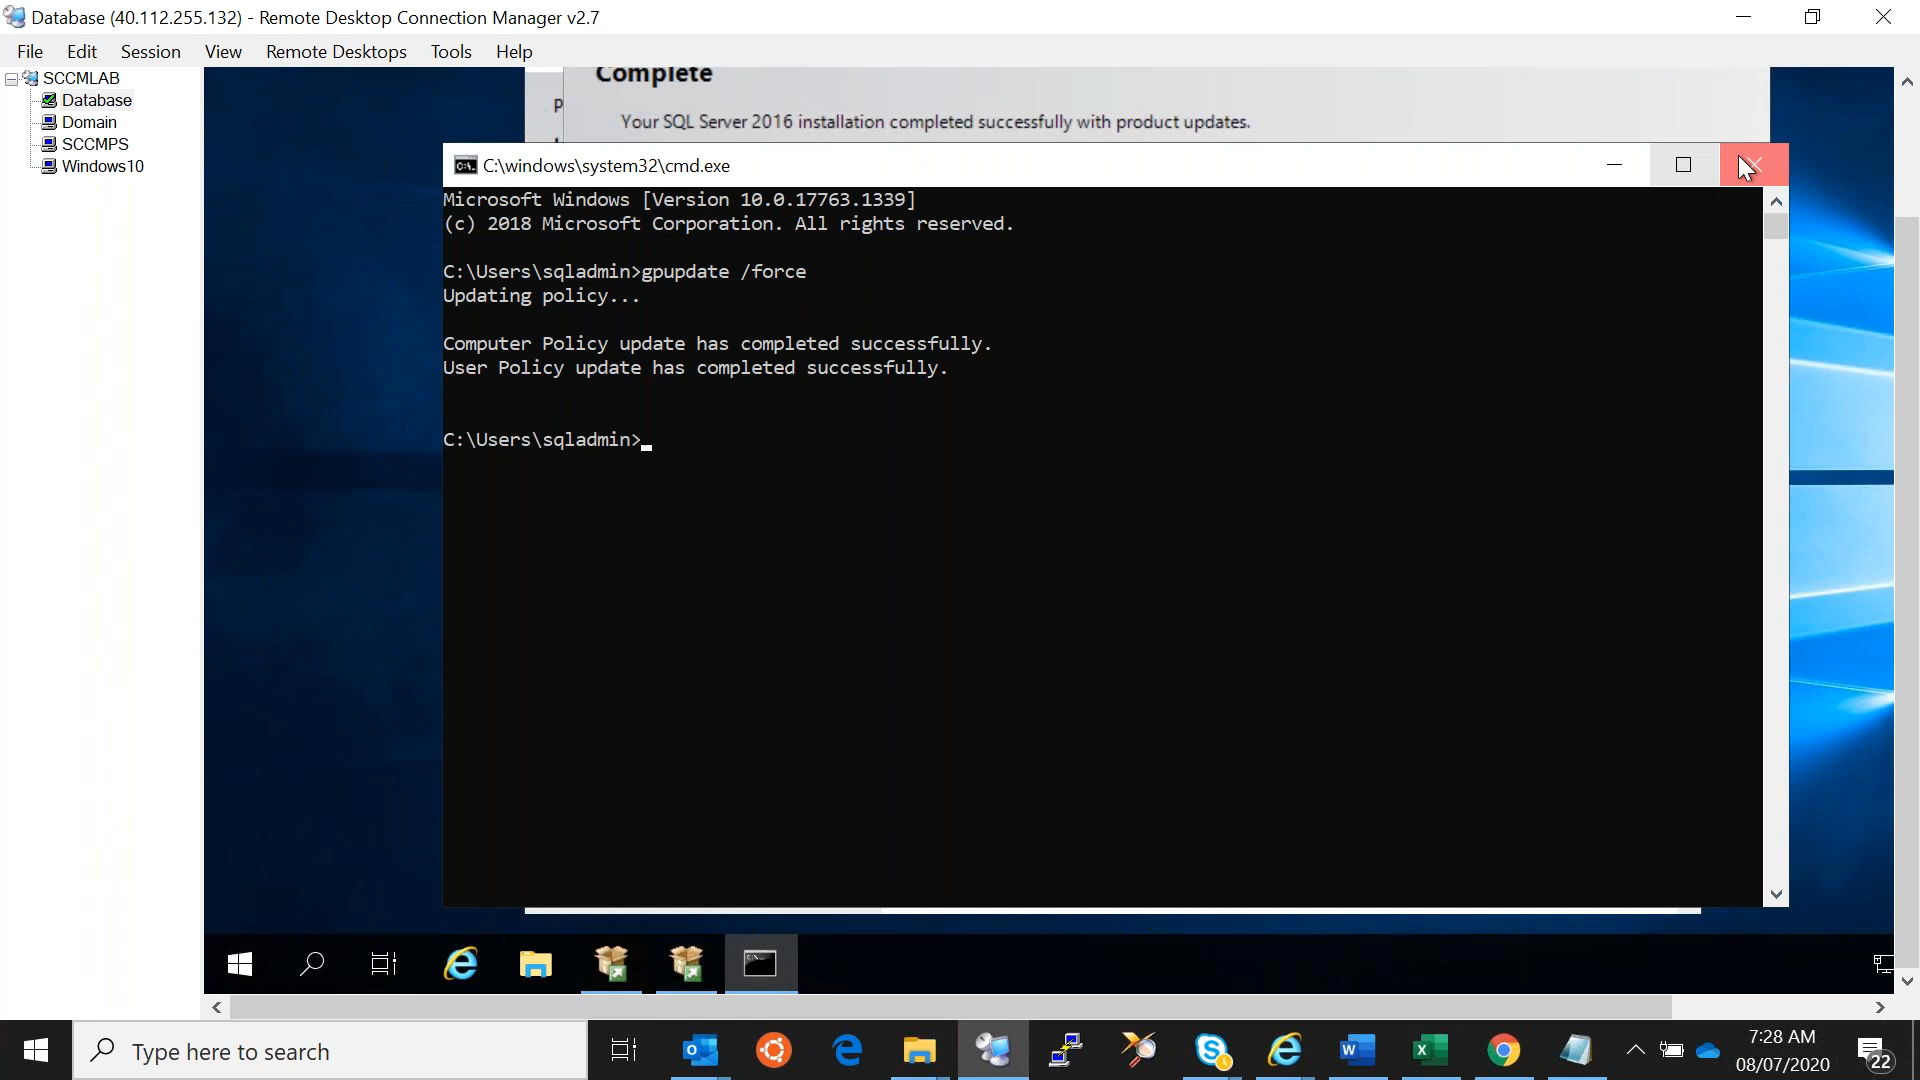 Database (40.112.255.132) - Remote Desktop Connection Manager v2.7
File Edit Session View Remote Desktops Tools Help
SCCMLAB
Database
Domain
SCCMPS
Windows10
Complete
P
Your SQL Server 2016 installation completed successfully with product updates.
C:\windows\system32\cmd.exe
Microsoft Windows [Version 10.0.17763.1339]
(c) 2018 Microsoft Corporation. All rights reserved.
C:\Users\sqladmin>gpupdate /force
Updating policy...
Computer Policy update has completed successfully.
User Policy update has completed successfully.
C:\Users\sqladmin>
Type here to search
7:28 AM
08/07/2020
22